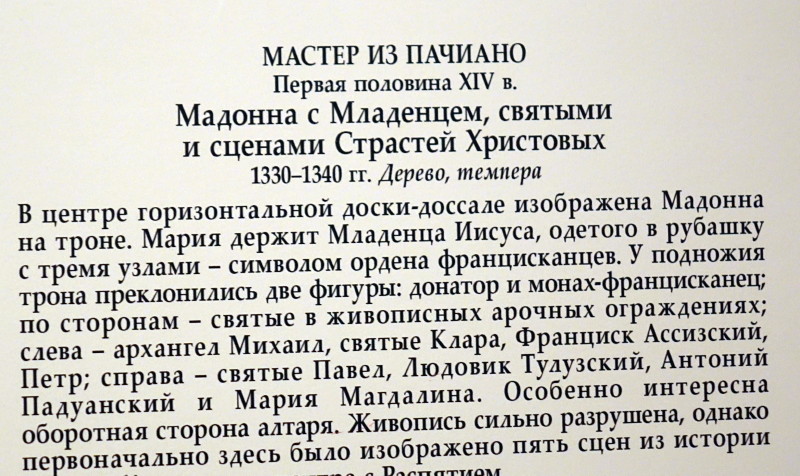 МАСТЕР ИЗ ПАЧИАНО
Первая половина XIV в.
Мадонна с Младенцем, святыми
и сценами Страстей Христовых
1330–1340 гг. Дерево, темпера
В центре горизонтальной доски-доссале изображена Мадонна
на троне. Мария держит Младенца Иисуса, одетого в рубашку
с тремя узлами – символом ордена францисканцев. У подножия
трона преклонились две фигуры: донатор и монах-францисканец;
по сторонам – святые в живописных арочных ограждениях;
слева – архангел Михаил, святые Клара, Франциск Ассизский,
Петр; справа – святые Павел, Людовик Тулузский, Антоний
Падуанский и Мария Магдалина. Особенно интересна
оборотная сторона алтаря. Живопись сильно разрушена, однако
первоначально здесь было изображено пять сцен из истории
с Распятием